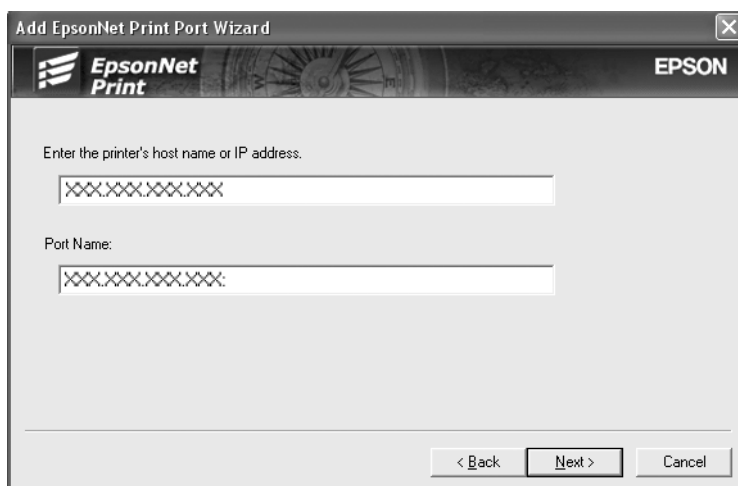 Add EpsonNet Print Port Wizard
EpsonNet
Print
EPSON
Enter the printer's host name or IP address.
XXX.XXX.XXX.XXX
Port Name:
XXX.XXX.XXX.XXX:
< Back
Next >
Cancel